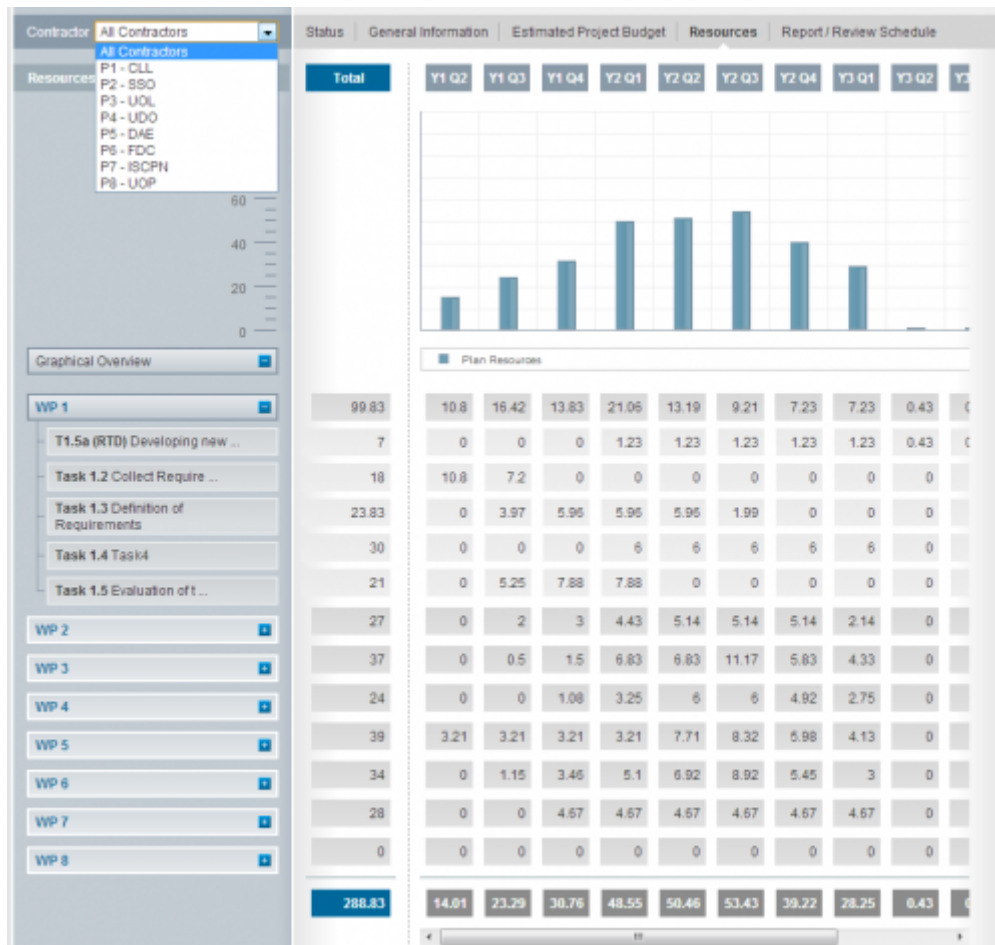 Contractor All Contractors
Status General Information Estimated Project Budget Resources Report / Review Schedule
All Contractors
P1 - CLL
P2 - SSO
P3 - UOL
P4 - UDO
P5 - DAE
P6 - FDC
P7 - ISCPN
P8 - UOP
Resources
Total Y1 Q2 Y1 Q3 Y1 Q4 Y2 Q1 Y2 Q2 Y2 Q3 Y2 Q4 Y3 Q1 Y3 Q2
60
40
20
0
Graphical Overview
Plan Resources
WP 1 99.83 10.8 16.42 13.83 21.06 13.19 9.21 7.23 7.23 0.43
T1.5a (RTD) Developing new ... 7 0 0 0 1.23 1.23 1.23 1.23 1.23 0.43
Task 1.2 Collect Require ... 18 10.8 7.2 0 0 0 0 0 0 0
Task 1.3 Definition of
Requirements 23.83 0 3.97 5.96 5.96 5.96 1.99 0 0 0
Task 1.4 Task4 30 0 0 0 6 6 6 6 6 0
Task 1.5 Evaluation of t ... 21 0 5.25 7.88 7.88 0 0 0 0 0
WP 2 27 0 2 3 4.43 5.14 5.14 5.14 2.14 0
WP 3 37 0 0.5 1.5 6.83 6.83 11.17 5.83 4.33 0
WP 4 24 0 0 1.08 3.25 6 6 4.92 2.75 0
WP 5 39 3.21 3.21 3.21 3.21 7.71 8.32 5.98 4.13 0
WP 6 34 0 1.15 3.46 5.1 6.92 8.92 5.45 3 0
WP 7 28 0 0 4.67 4.67 4.67 4.67 4.67 4.67 0
WP 8 0 0 0 0 0 0 0 0 0 0
288.83 14.01 23.29 30.76 48.55 50.46 53.43 39.22 28.25 0.43